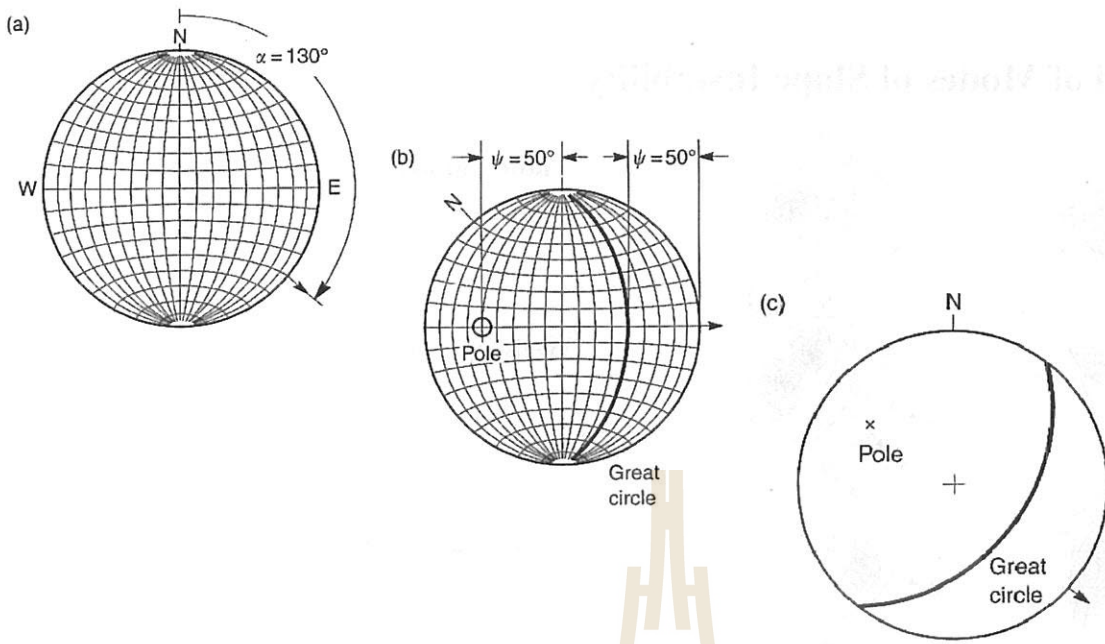 (a)
N
α = 130°
W
E
(b)
ψ = 50°
ψ = 50°
N
Pole
Great
circle
(c)
N
Pole
Great
circle